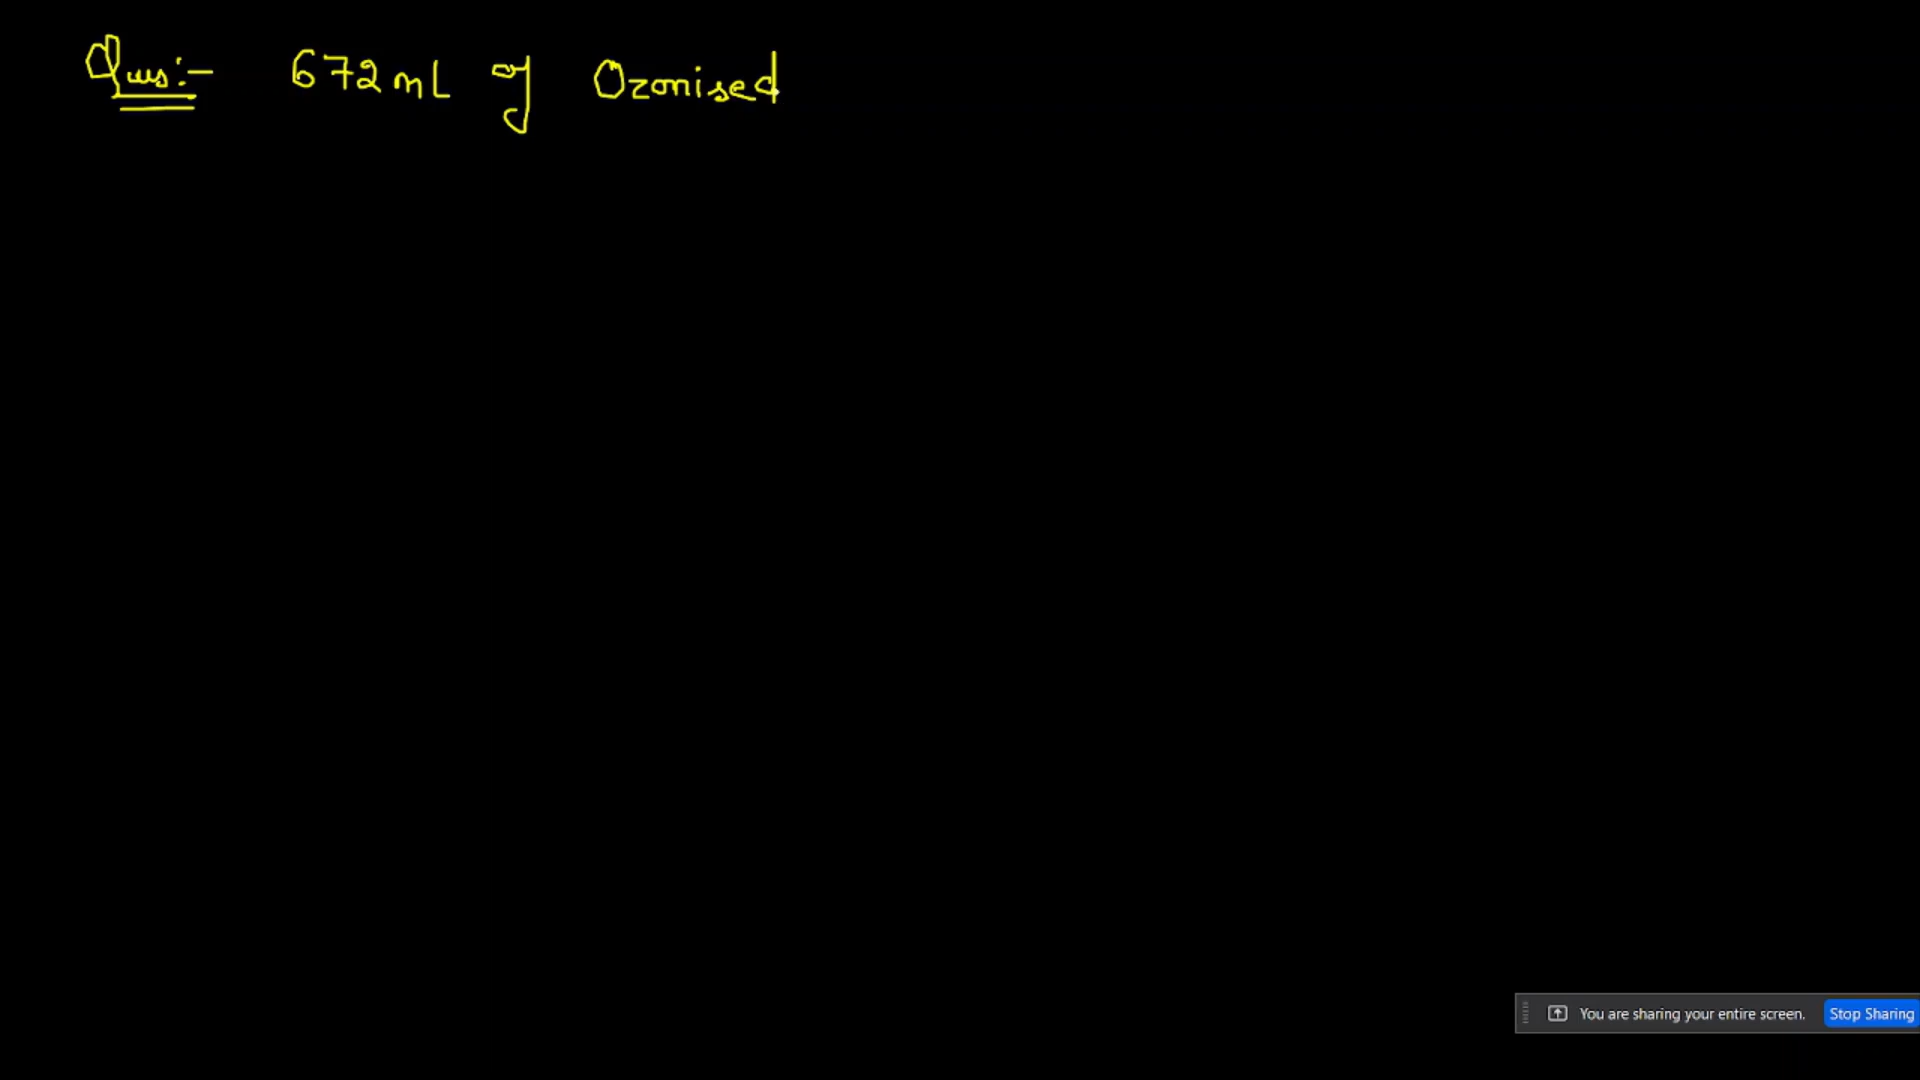 Ques:- 672 mL of Ozonised
You are sharing your entire screen. Stop Sharing